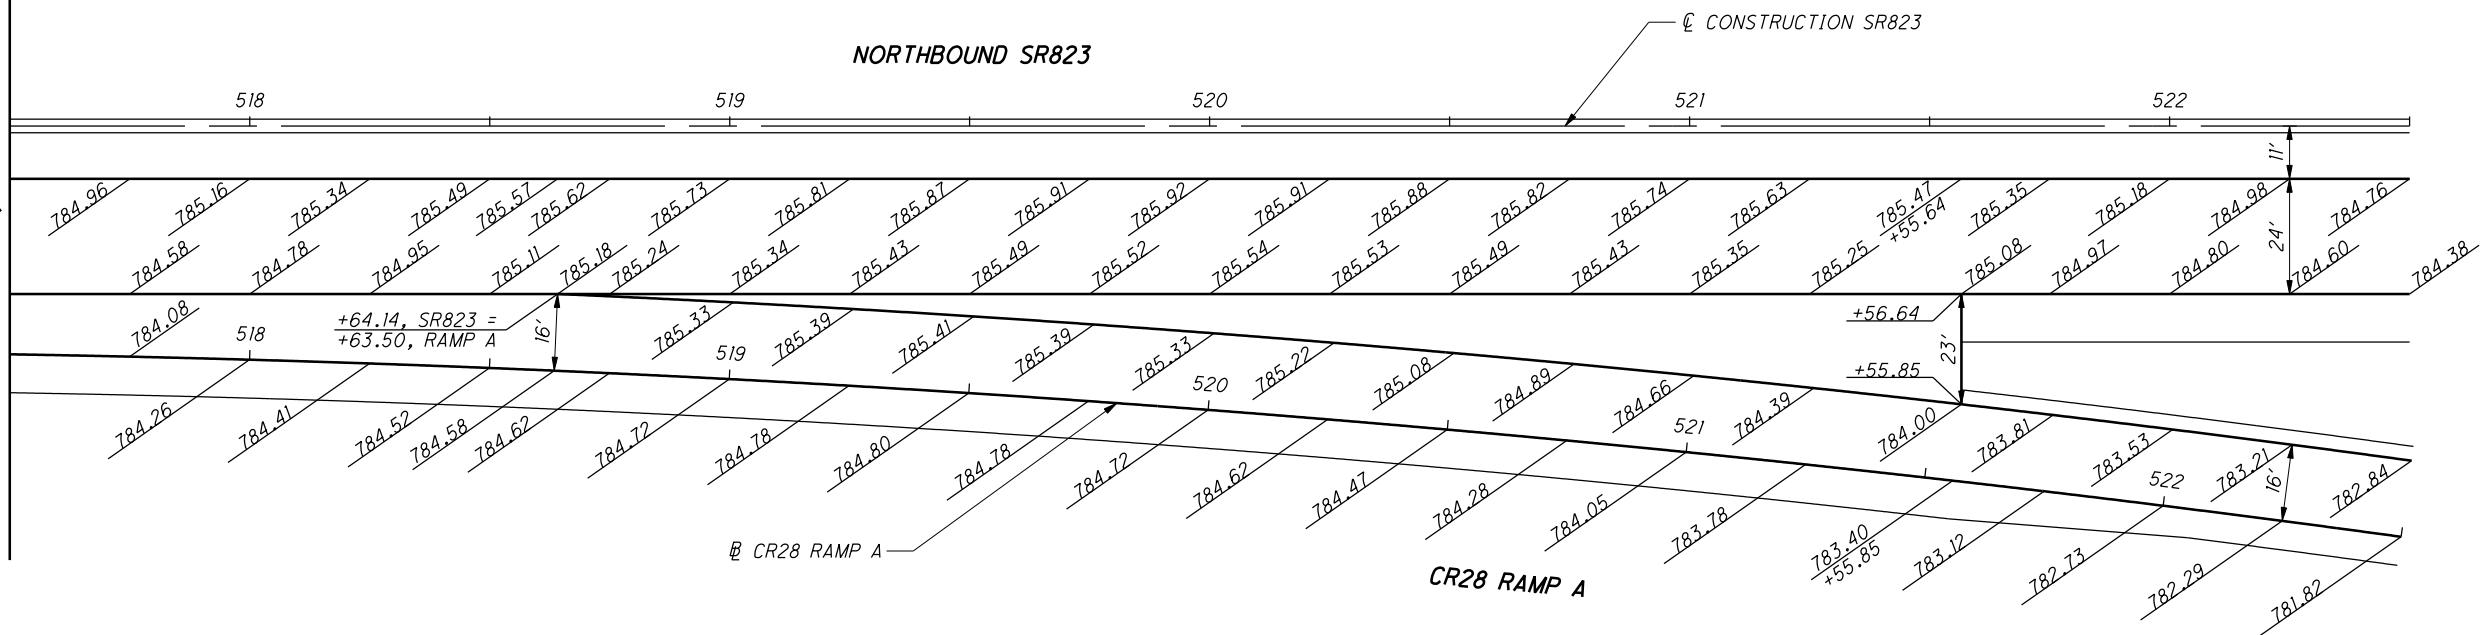 ℄ CONSTRUCTION SR823
NORTHBOUND SR823
518 519 520 521 522
11'
784.96 785.16 785.34 785.49 785.57 785.62 785.73 785.81 785.87 785.91 785.92 785.91 785.88 785.82 785.74 785.63 785.47 785.35 785.18 784.98 784.76
+55.64
24'
784.58 784.78 784.95 785.11 785.18 785.24 785.34 785.43 785.49 785.52 785.54 785.53 785.49 785.43 785.35 785.25 785.08 784.97 784.80 784.60 784.38
784.08
518
+64.14, SR823 =
+63.50, RAMP A
16'
+56.64
23'
+55.85
785.33 785.39 785.41 785.39 785.33 785.22 785.08 784.89 784.66 784.39 784.00 783.81 783.53 783.21 782.84
519 520 521 522
16'
784.26 784.41 784.52 784.58 784.62 784.72 784.78 784.80 784.78 784.72 784.62 784.47 784.28 784.05 783.78 783.40 783.12 782.73 782.29 781.82
+55.85
CR28 RAMP A
CR28 RAMP A